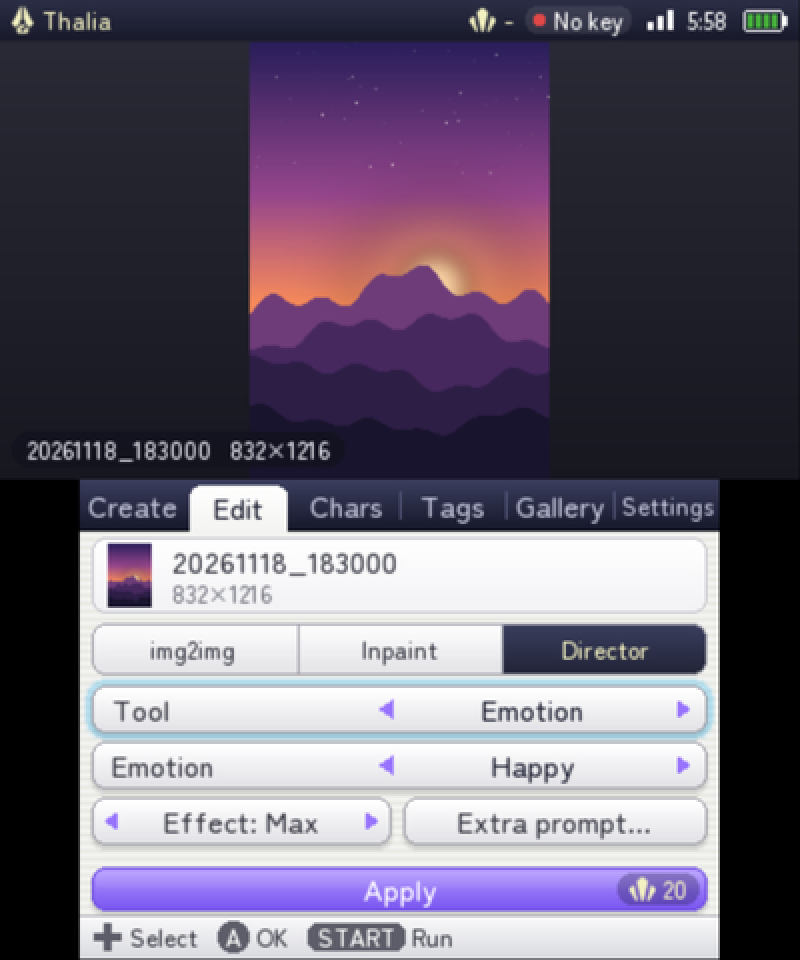 Thalia - No key 5:58
20261118_183000 832×1216
Create Edit Chars Tags Gallery Settings
20261118_183000
832×1216
img2img Inpaint Director
Tool Emotion
Emotion Happy
Effect: Max Extra prompt...
Apply 20
Select A OK START Run